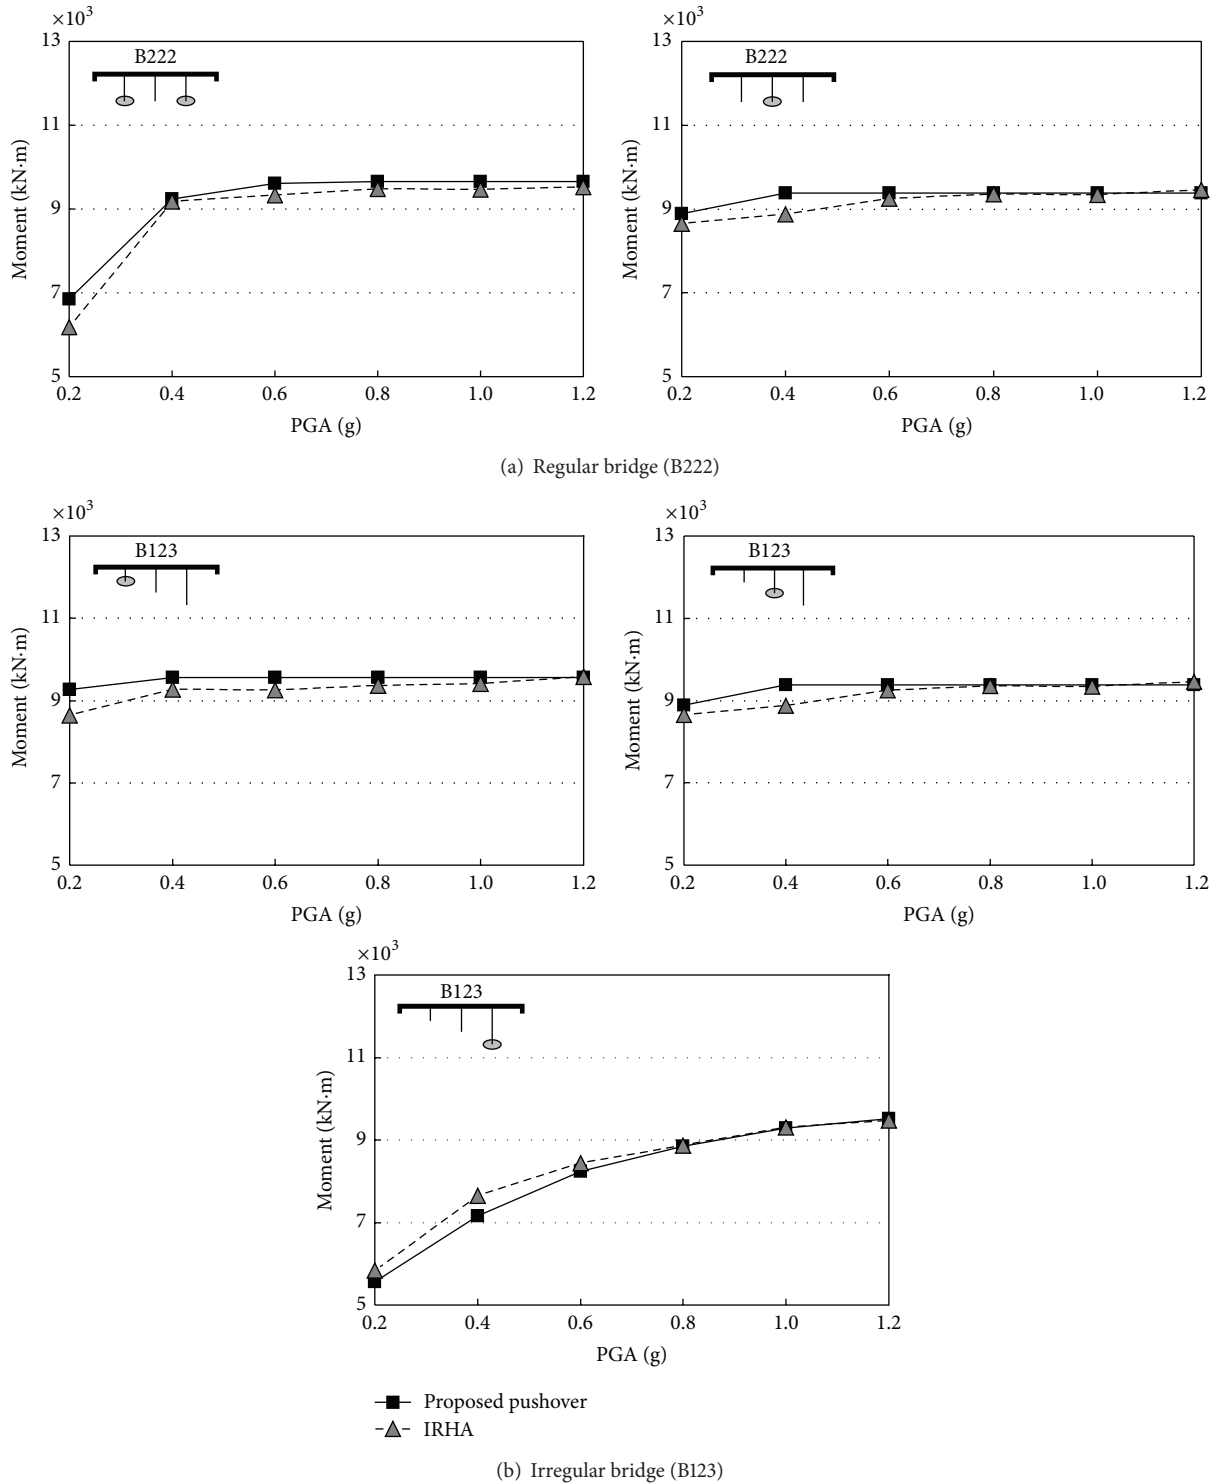 ×10³
13
11
9
7
5
Moment (kN·m)
B222
0.2 0.4 0.6 0.8 1.0 1.2
PGA (g)
×10³
13
11
9
7
5
Moment (kN·m)
B222
0.2 0.4 0.6 0.8 1.0 1.2
PGA (g)
(a) Regular bridge (B222)
×10³
13
11
9
7
5
Moment (kN·m)
B123
0.2 0.4 0.6 0.8 1.0 1.2
PGA (g)
×10³
13
11
9
7
5
Moment (kN·m)
B123
0.2 0.4 0.6 0.8 1.0 1.2
PGA (g)
×10³
13
11
9
7
5
Moment (kN·m)
B123
0.2 0.4 0.6 0.8 1.0 1.2
PGA (g)
Proposed pushover
IRHA
(b) Irregular bridge (B123)